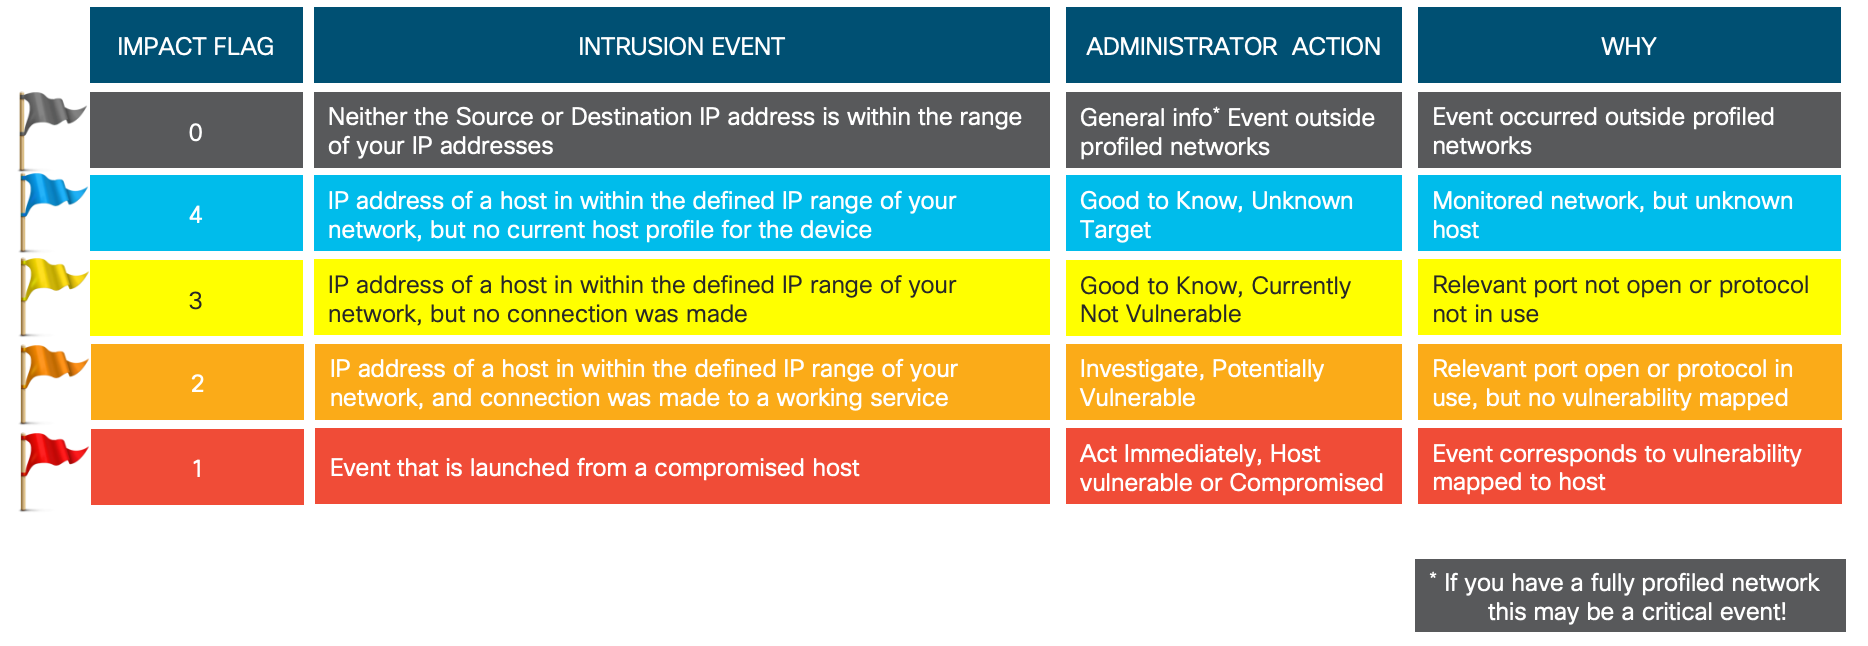 IMPACT FLAG
INTRUSION EVENT
ADMINISTRATOR ACTION
WHY
0
Neither the Source or Destination IP address is within the range
of your IP addresses
General info* Event outside
profiled networks
Event occurred outside profiled
networks
4
IP address of a host in within the defined IP range of your
network, but no current host profile for the device
Good to Know, Unknown
Target
Monitored network, but unknown
host
3
IP address of a host in within the defined IP range of your
network, but no connection was made
Good to Know, Currently
Not Vulnerable
Relevant port not open or protocol
not in use
2
IP address of a host in within the defined IP range of your
network, and connection was made to a working service
Investigate, Potentially
Vulnerable
Relevant port open or protocol in
use, but no vulnerability mapped
1
Event that is launched from a compromised host
Act Immediately, Host
vulnerable or Compromised
Event corresponds to vulnerability
mapped to host
* If you have a fully profiled network
this may be a critical event!